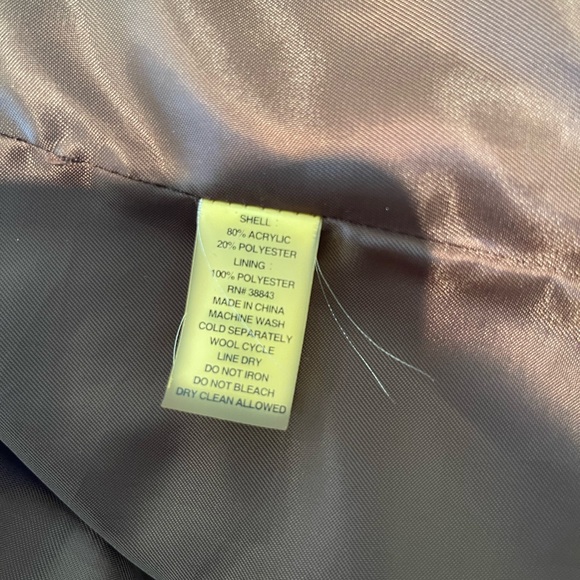 SHELL :
80% ACRYLIC
20% POLYESTER
LINING :
100% POLYESTER
RN# 38843
MADE IN CHINA
MACHINE WASH
COLD SEPARATELY
WOOL CYCLE
LINE DRY
DO NOT IRON
DO NOT BLEACH
DRY CLEAN ALLOWED